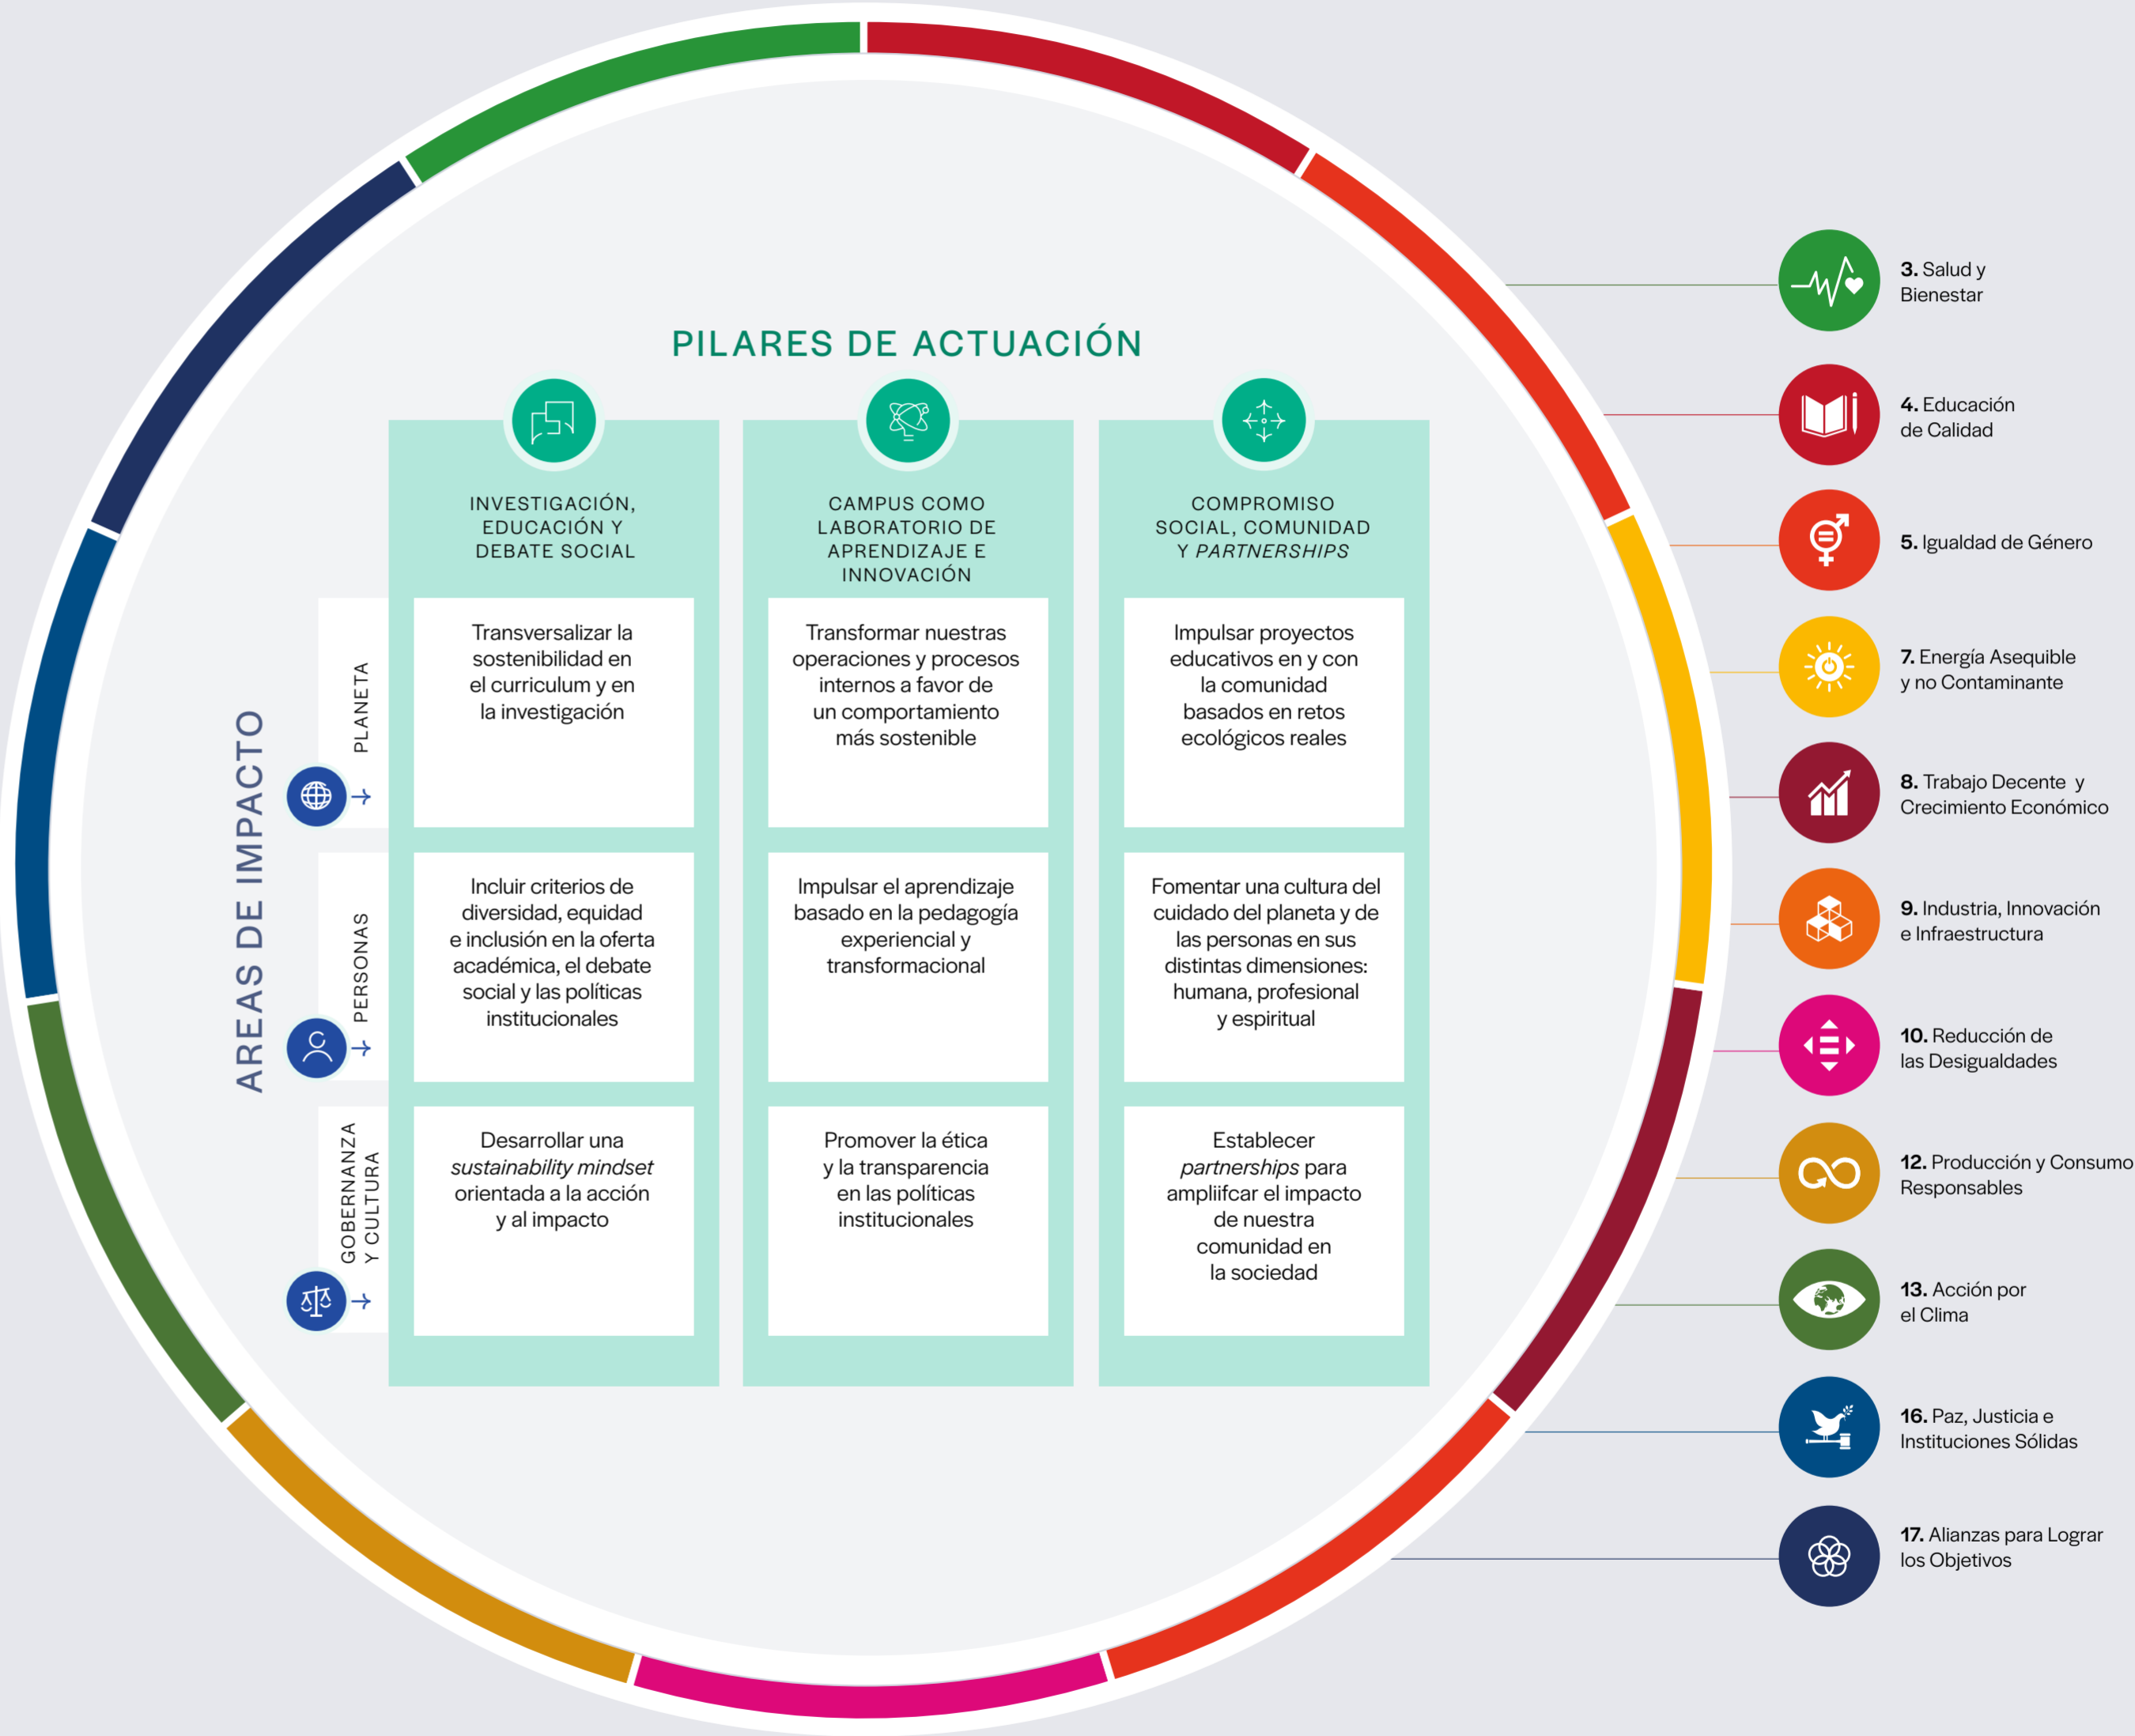 PILARES DE ACTUACIÓN
INVESTIGACIÓN,
EDUCACIÓN Y
DEBATE SOCIAL
CAMPUS COMO
LABORATORIO DE
APRENDIZAJE E
INNOVACIÓN
COMPROMISO
SOCIAL, COMUNIDAD
Y PARTNERSHIPS
AREAS DE IMPACTO
PLANETA
Transversalizar la
sostenibilidad en
el curriculum y en
la investigación
Transformar nuestras
operaciones y procesos
internos a favor de
un comportamiento
más sostenible
Impulsar proyectos
educativos en y con
la comunidad
basados en retos
ecológicos reales
PERSONAS
Incluir criterios de
diversidad, equidad
e inclusión en la oferta
académica, el debate
social y las políticas
institucionales
Impulsar el aprendizaje
basado en la pedagogía
experiencial y
transformacional
Fomentar una cultura del
cuidado del planeta y de
las personas en sus
distintas dimensiones:
humana, profesional
y espiritual
GOBERNANZA
Y CULTURA
Desarrollar una
sustainability mindset
orientada a la acción
y al impacto
Promover la ética
y la transparencia
en las políticas
institucionales
Establecer
partnerships para
ampliifcar el impacto
de nuestra
comunidad en
la sociedad
3. Salud y
Bienestar
4. Educación
de Calidad
5. Igualdad de Género
7. Energía Asequible
y no Contaminante
8. Trabajo Decente y
Crecimiento Económico
9. Industria, Innovación
e Infraestructura
10. Reducción de
las Desigualdades
12. Producción y Consumo
Responsables
13. Acción por
el Clima
16. Paz, Justicia e
Instituciones Sólidas
17. Alianzas para Lograr
los Objetivos